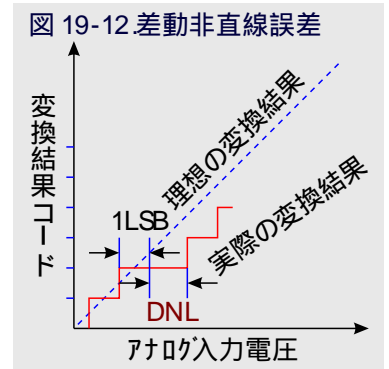 図 19-12.差動非直線誤差
変換結果コード
理想の変換結果
1LSB
実際の変換結果
DNL
ｱﾅﾛｸﾞ入力電圧